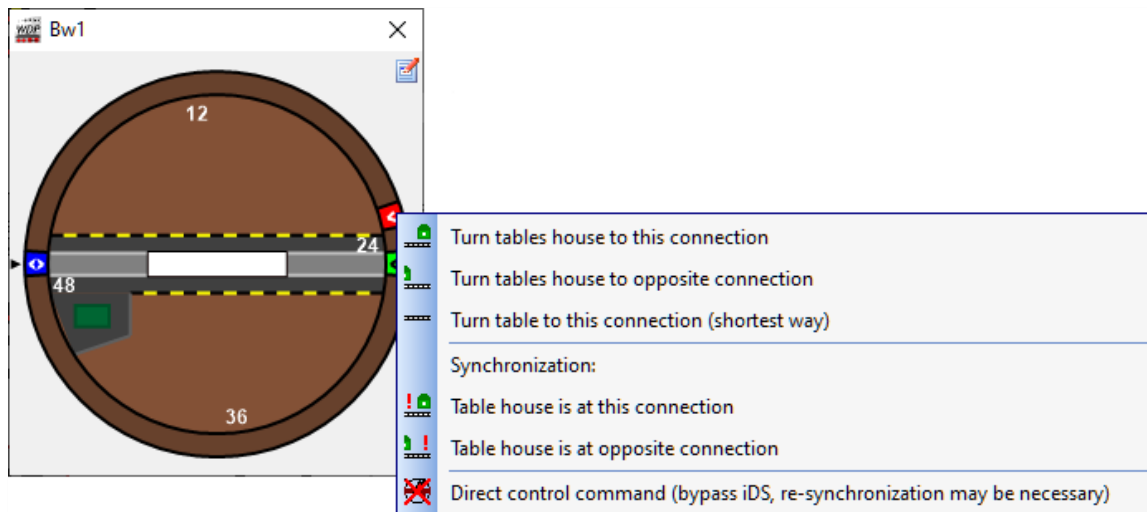 WDP Bw1
12
24
48
36
Turn tables house to this connection
Turn tables house to opposite connection
Turn table to this connection (shortest way)
Synchronization:
Table house is at this connection
Table house is at opposite connection
Direct control command (bypass iDS, re-synchronization may be necessary)